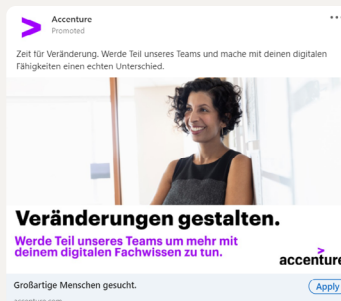 Accenture
Promoted
Zeit für Veränderung. Werde Teil unseres Teams und mache mit deinen digitalen
Fähigkeiten einen echten Unterschied.
Veränderungen gestalten.
Werde Teil unseres Teams um mehr mit
deinem digitalen Fachwissen zu tun.
accenture
Großartige Menschen gesucht.
Apply
accenture.com